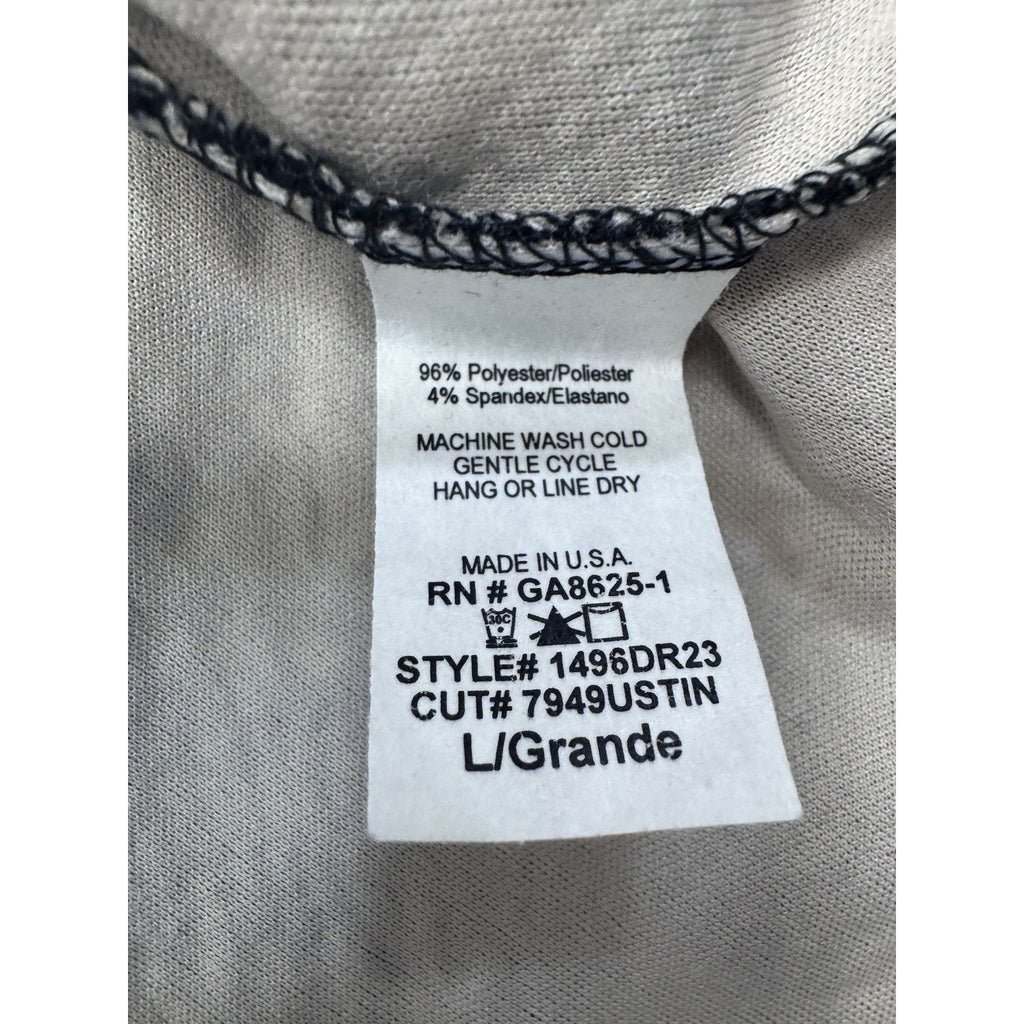 96% Polyester/Poliester
4% Spandex/Elastano
MACHINE WASH COLD
GENTLE CYCLE
HANG OR LINE DRY
MADE IN U.S.A.
RN # GA8625-1
30C
STYLE# 1496DR23
CUT# 7949USTIN
L/Grande